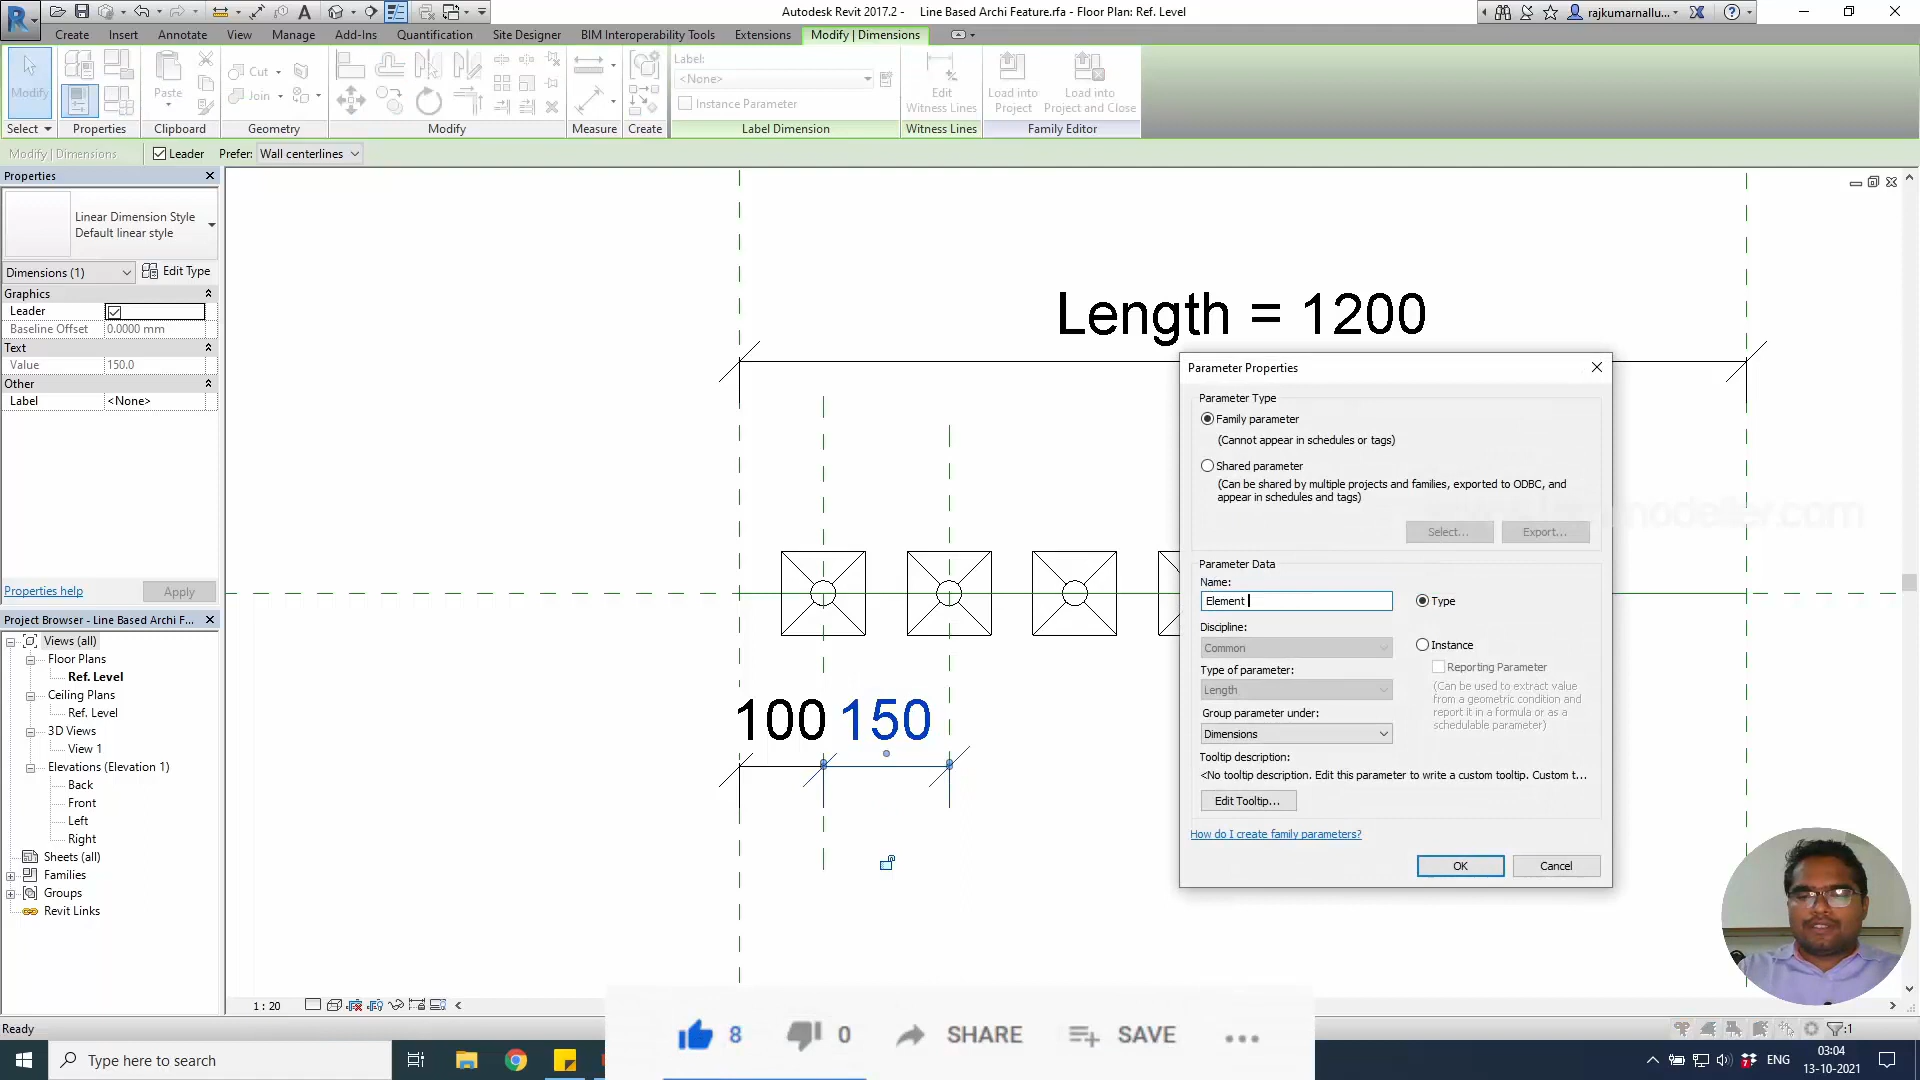 Autodesk Revit 2017.2 - Line Based Archi Feature.rfa - Floor Plan: Ref. Level
rajkumarnallu...
Create Insert Annotate View Manage Add-Ins Quantification Site Designer BIM Interoperability Tools Extensions Modify | Dimensions
Modify
Paste
Cut
Join
Label:
<None>
Instance Parameter
Edit
Witness Lines
Load into
Project
Load into
Project and Close
Select Properties Clipboard Geometry Modify Measure Create Label Dimension Witness Lines Family Editor
Modify | Dimensions Leader Prefer: Wall centerlines
Properties
Linear Dimension Style
Default linear style
Dimensions (1) Edit Type
Graphics
Leader
Baseline Offset 0.0000 mm
Text
Value 150.0
Other
Label <None>
Properties help Apply
Project Browser - Line Based Archi F...
Views (all)
Floor Plans
Ref. Level
Ceiling Plans
Ref. Level
3D Views
View 1
Elevations (Elevation 1)
Back
Front
Left
Right
Sheets (all)
Families
Groups
Revit Links
Length = 1200
100 150
Parameter Properties
Parameter Type
Family parameter
(Cannot appear in schedules or tags)
Shared parameter
(Can be shared by multiple projects and families, exported to ODBC, and
appear in schedules and tags)
Select... Export...
Parameter Data
Name:
Element
Type
Discipline:
Common
Instance
Reporting Parameter
(Can be used to extract value
from a geometric condition and
report it in a formula or as a
schedulable parameter)
Type of parameter:
Length
Group parameter under:
Dimensions
Tooltip description:
<No tooltip description. Edit this parameter to write a custom tooltip. Custom t...
Edit Tooltip...
How do I create family parameters?
OK Cancel
1 : 20
Ready
:1
8 0 SHARE SAVE
Type here to search
ENG
03:04
13-10-2021